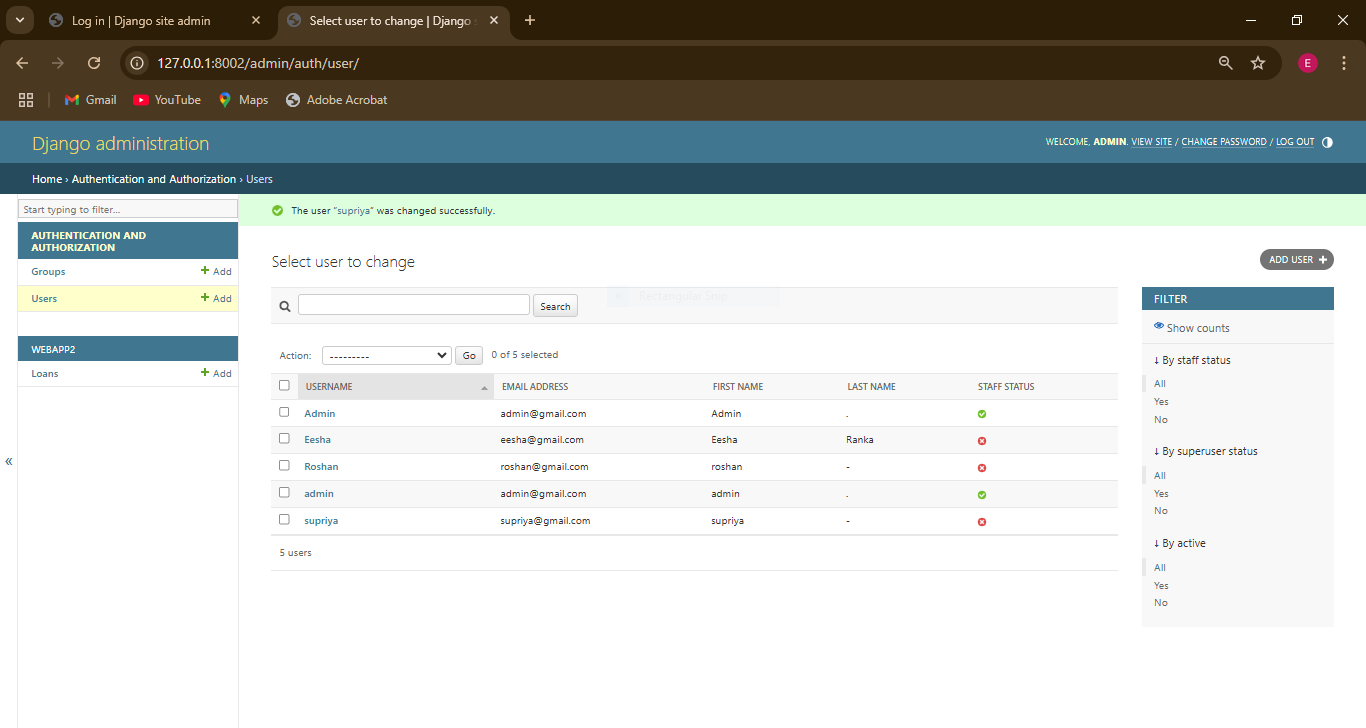 Log in | Django site admin
Select user to change | Django s
127.0.0.1:8002/admin/auth/user/
E
Gmail
YouTube
Maps
Adobe Acrobat
Django administration
WELCOME, ADMIN. VIEW SITE / CHANGE PASSWORD / LOG OUT
Home › Authentication and Authorization › Users
Start typing to filter...
AUTHENTICATION AND
AUTHORIZATION
Groups + Add
Users + Add
WEBAPP2
Loans + Add
«
The user “supriya” was changed successfully.
Select user to change
ADD USER +
Rectangular Snip
Search
Action: --------- Go 0 of 5 selected
USERNAME EMAIL ADDRESS FIRST NAME LAST NAME STAFF STATUS
Admin admin@gmail.com Admin .
Eesha eesha@gmail.com Eesha Ranka
Roshan roshan@gmail.com roshan -
admin admin@gmail.com admin .
supriya supriya@gmail.com supriya -
5 users
FILTER
Show counts
↓ By staff status
All
Yes
No
↓ By superuser status
All
Yes
No
↓ By active
All
Yes
No